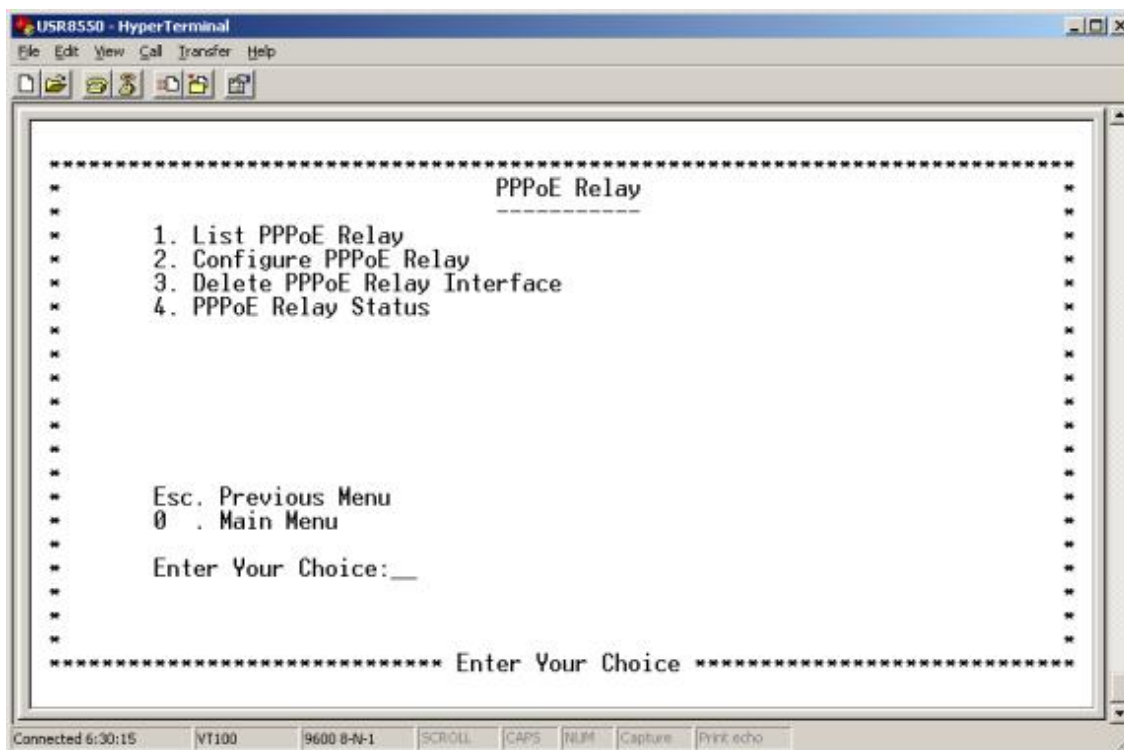 USR8550 - HyperTerminal
File Edit View Call Transfer Help
*******************************************************************************
* PPPoE Relay *
* ----------- *
* 1. List PPPoE Relay *
* 2. Configure PPPoE Relay *
* 3. Delete PPPoE Relay Interface *
* 4. PPPoE Relay Status *
* *
* *
* *
* *
* *
* *
* *
* Esc. Previous Menu *
* 0 . Main Menu *
* *
* Enter Your Choice:__ *
* *
* *
* *
****************************** Enter Your Choice *****************************
Connected 6:30:15 VT100 9600 8-N-1 SCROLL CAPS NUM Capture Print echo